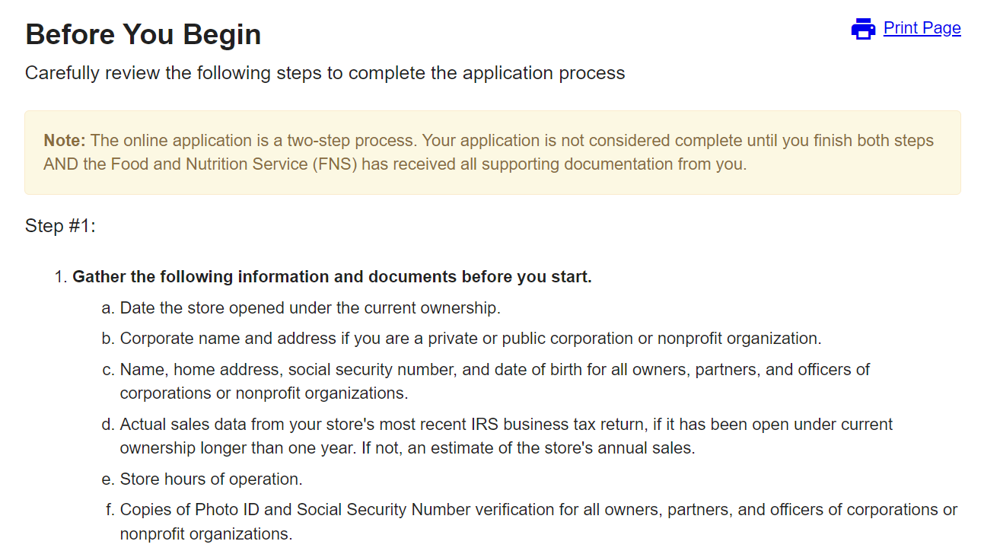 Before You Begin
Print Page
Carefully review the following steps to complete the application process
Note: The online application is a two-step process. Your application is not considered complete until you finish both steps
AND the Food and Nutrition Service (FNS) has received all supporting documentation from you.
Step #1:
1. Gather the following information and documents before you start.
a. Date the store opened under the current ownership.
b. Corporate name and address if you are a private or public corporation or nonprofit organization.
c. Name, home address, social security number, and date of birth for all owners, partners, and officers of
corporations or nonprofit organizations.
d. Actual sales data from your store's most recent IRS business tax return, if it has been open under current
ownership longer than one year. If not, an estimate of the store's annual sales.
e. Store hours of operation.
f. Copies of Photo ID and Social Security Number verification for all owners, partners, and officers of corporations or
nonprofit organizations.